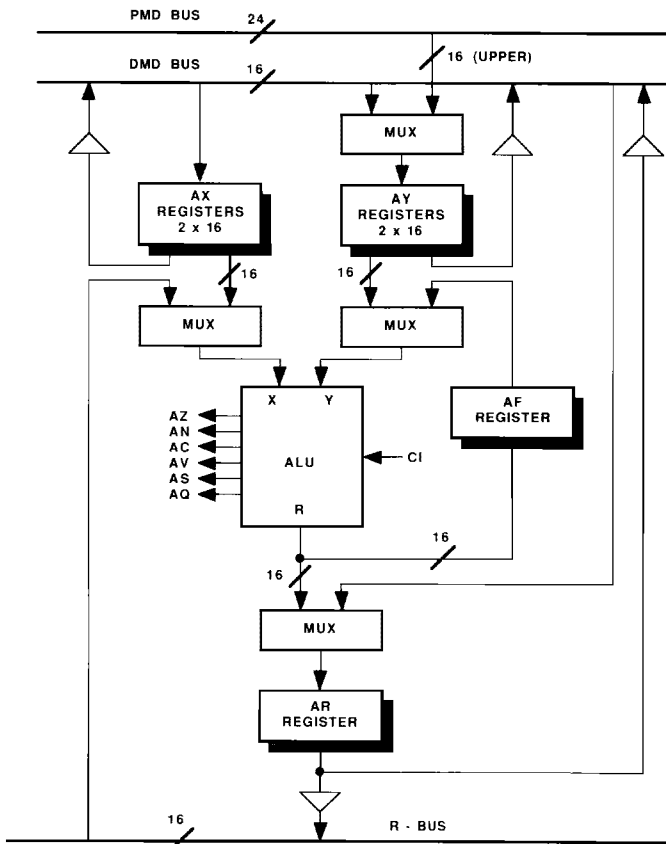 PMD BUS
24
16 (UPPER)
DMD BUS
16
MUX
AX
REGISTERS
2 x 16
AY
REGISTERS
2 x 16
16
16
MUX
MUX
X
Y
AF
REGISTER
AZ
AN
AC
AV
AS
AQ
ALU
CI
R
16
16
MUX
AR
REGISTER
16
R - BUS